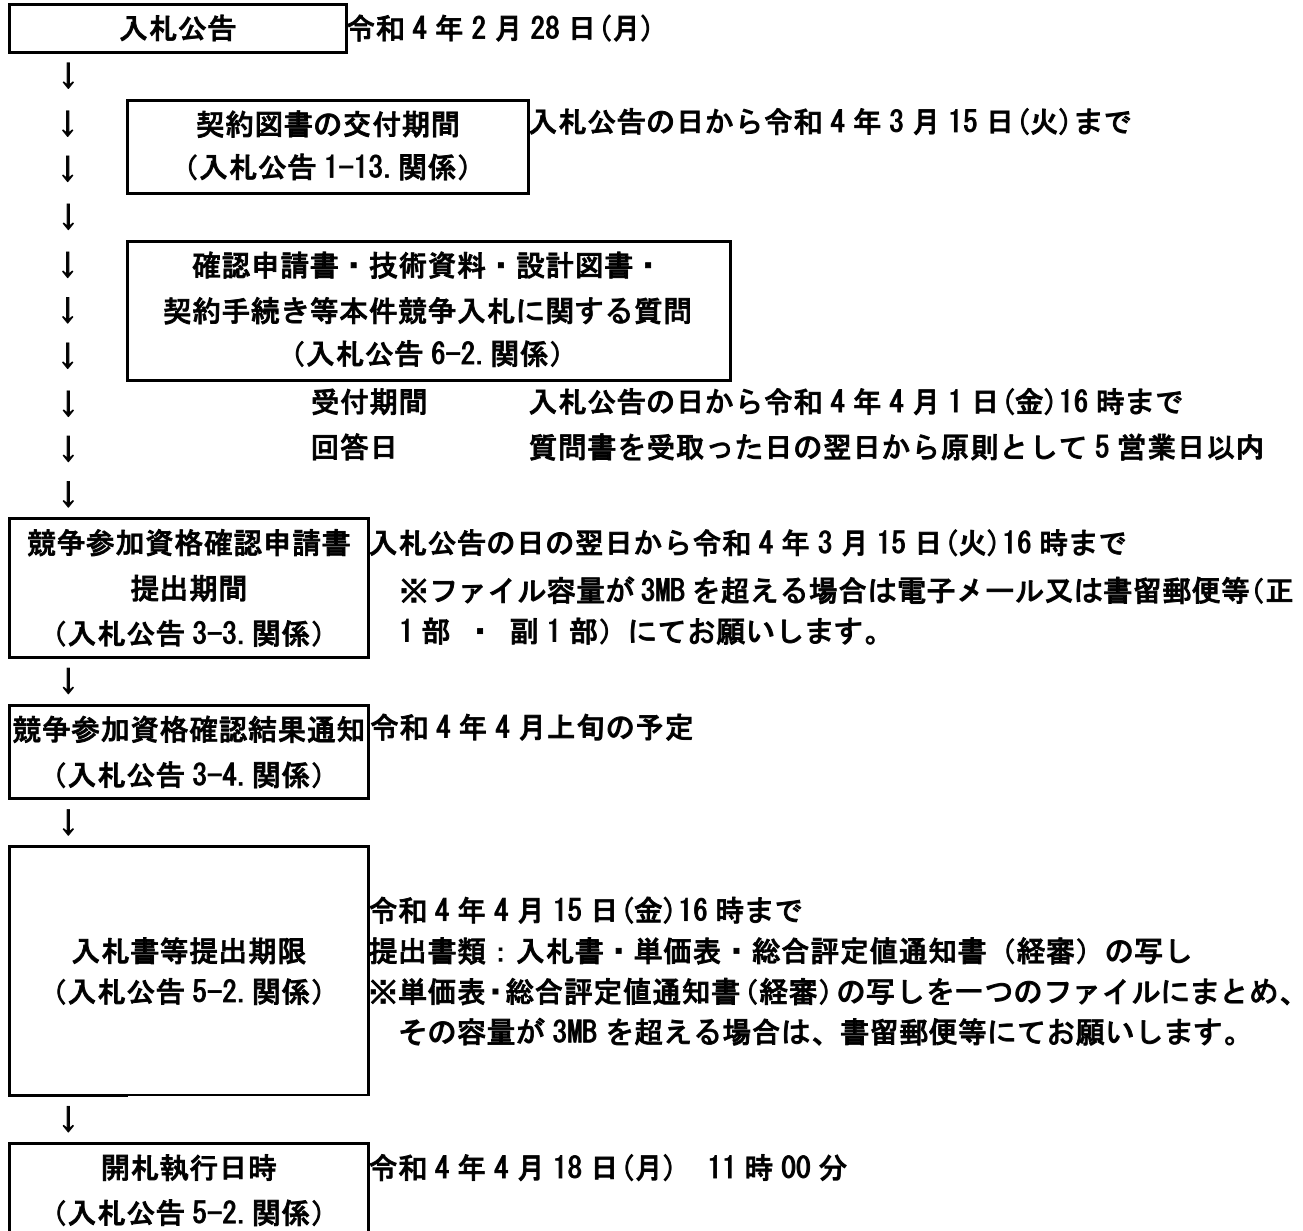 入札公告 令和4年2月28日(月)
↓
↓ 契約図書の交付期間 入札公告の日から令和4年3月15日(火)まで
↓ (入札公告1-13.関係)
↓
↓ 確認申請書・技術資料・設計図書・
↓ 契約手続き等本件競争入札に関する質問
↓ (入札公告6-2.関係)
↓ 受付期間 入札公告の日から令和4年4月1日(金)16時まで
↓ 回答日 質問書を受取った日の翌日から原則として5営業日以内
↓
競争参加資格確認申請書 入札公告の日の翌日から令和4年3月15日(火)16時まで
提出期間 ※ファイル容量が3MBを超える場合は電子メール又は書留郵便等(正
(入札公告3-3.関係) 1部 ・ 副1部)にてお願いします。
↓
競争参加資格確認結果通知 令和4年4月上旬の予定
(入札公告3-4.関係)
↓
令和4年4月15日(金)16時まで
入札書等提出期限 提出書類:入札書・単価表・総合評定値通知書(経審)の写し
(入札公告5-2.関係) ※単価表・総合評定値通知書(経審)の写しを一つのファイルにまとめ、
その容量が3MBを超える場合は、書留郵便等にてお願いします。
↓
開札執行日時 令和4年4月18日(月) 11時00分
(入札公告5-2.関係)